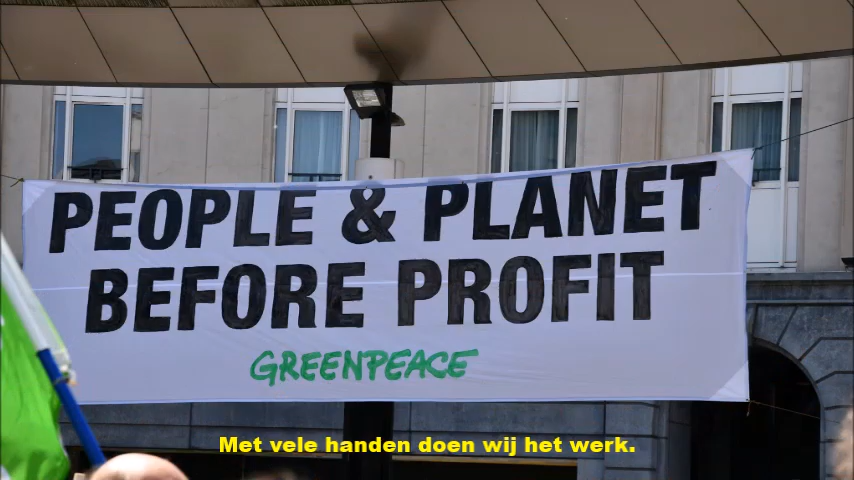 PEOPLE & PLANET
BEFORE PROFIT
GREENPEACE
Met vele handen doen wij het werk.